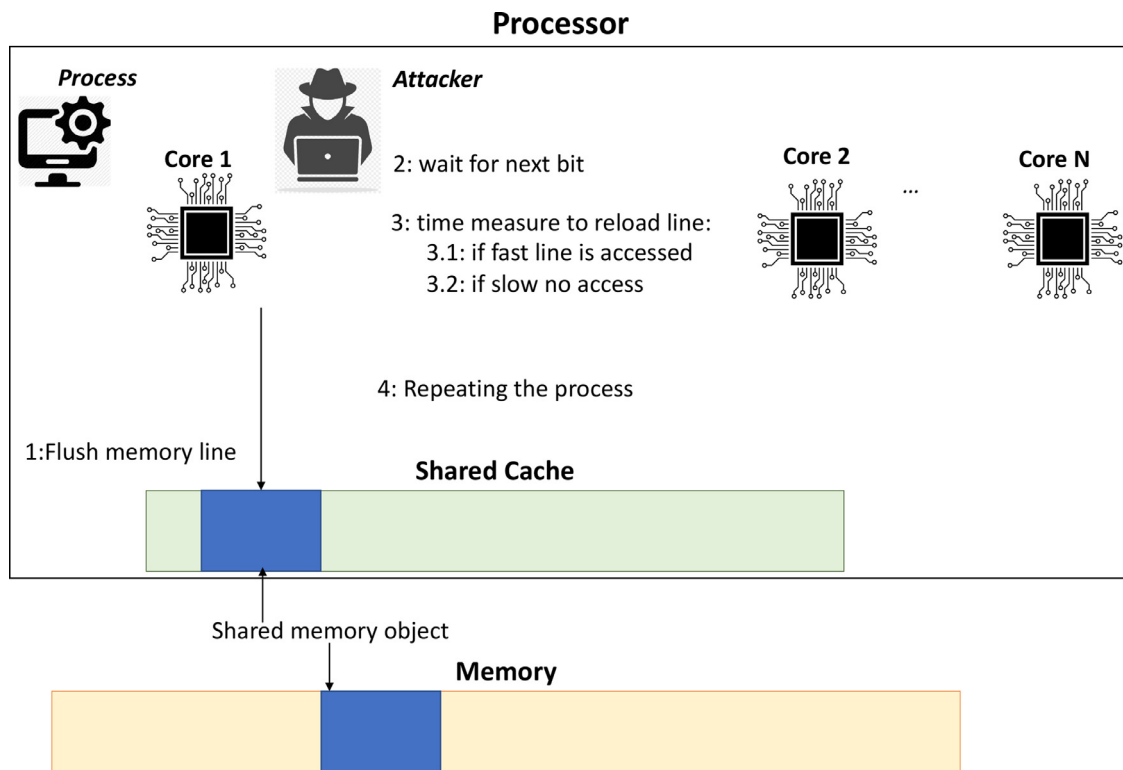 Processor
Process
Attacker
Core 1
2: wait for next bit
Core 2
...
Core N
3: time measure to reload line:
3.1: if fast line is accessed
3.2: if slow no access
4: Repeating the process
1:Flush memory line
Shared Cache
Shared memory object
Memory